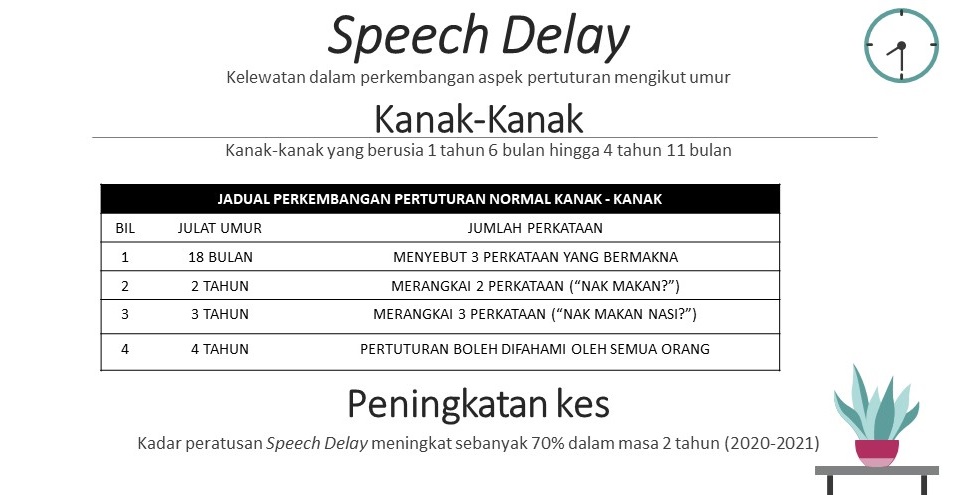 Speech Delay
Kelewatan dalam perkembangan aspek pertuturan mengikut umur
Kanak-Kanak
Kanak-kanak yang berusia 1 tahun 6 bulan hingga 4 tahun 11 bulan
JADUAL PERKEMBANGAN PERTUTURAN NORMAL KANAK - KANAK
BIL JULAT UMUR JUMLAH PERKATAAN
1 18 BULAN MENYEBUT 3 PERKATAAN YANG BERMAKNA
2 2 TAHUN MERANGKAI 2 PERKATAAN (“NAK MAKAN?”)
3 3 TAHUN MERANGKAI 3 PERKATAAN (“NAK MAKAN NASI?”)
4 4 TAHUN PERTUTURAN BOLEH DIFAHAMI OLEH SEMUA ORANG
Peningkatan kes
Kadar peratusan Speech Delay meningkat sebanyak 70% dalam masa 2 tahun (2020-2021)